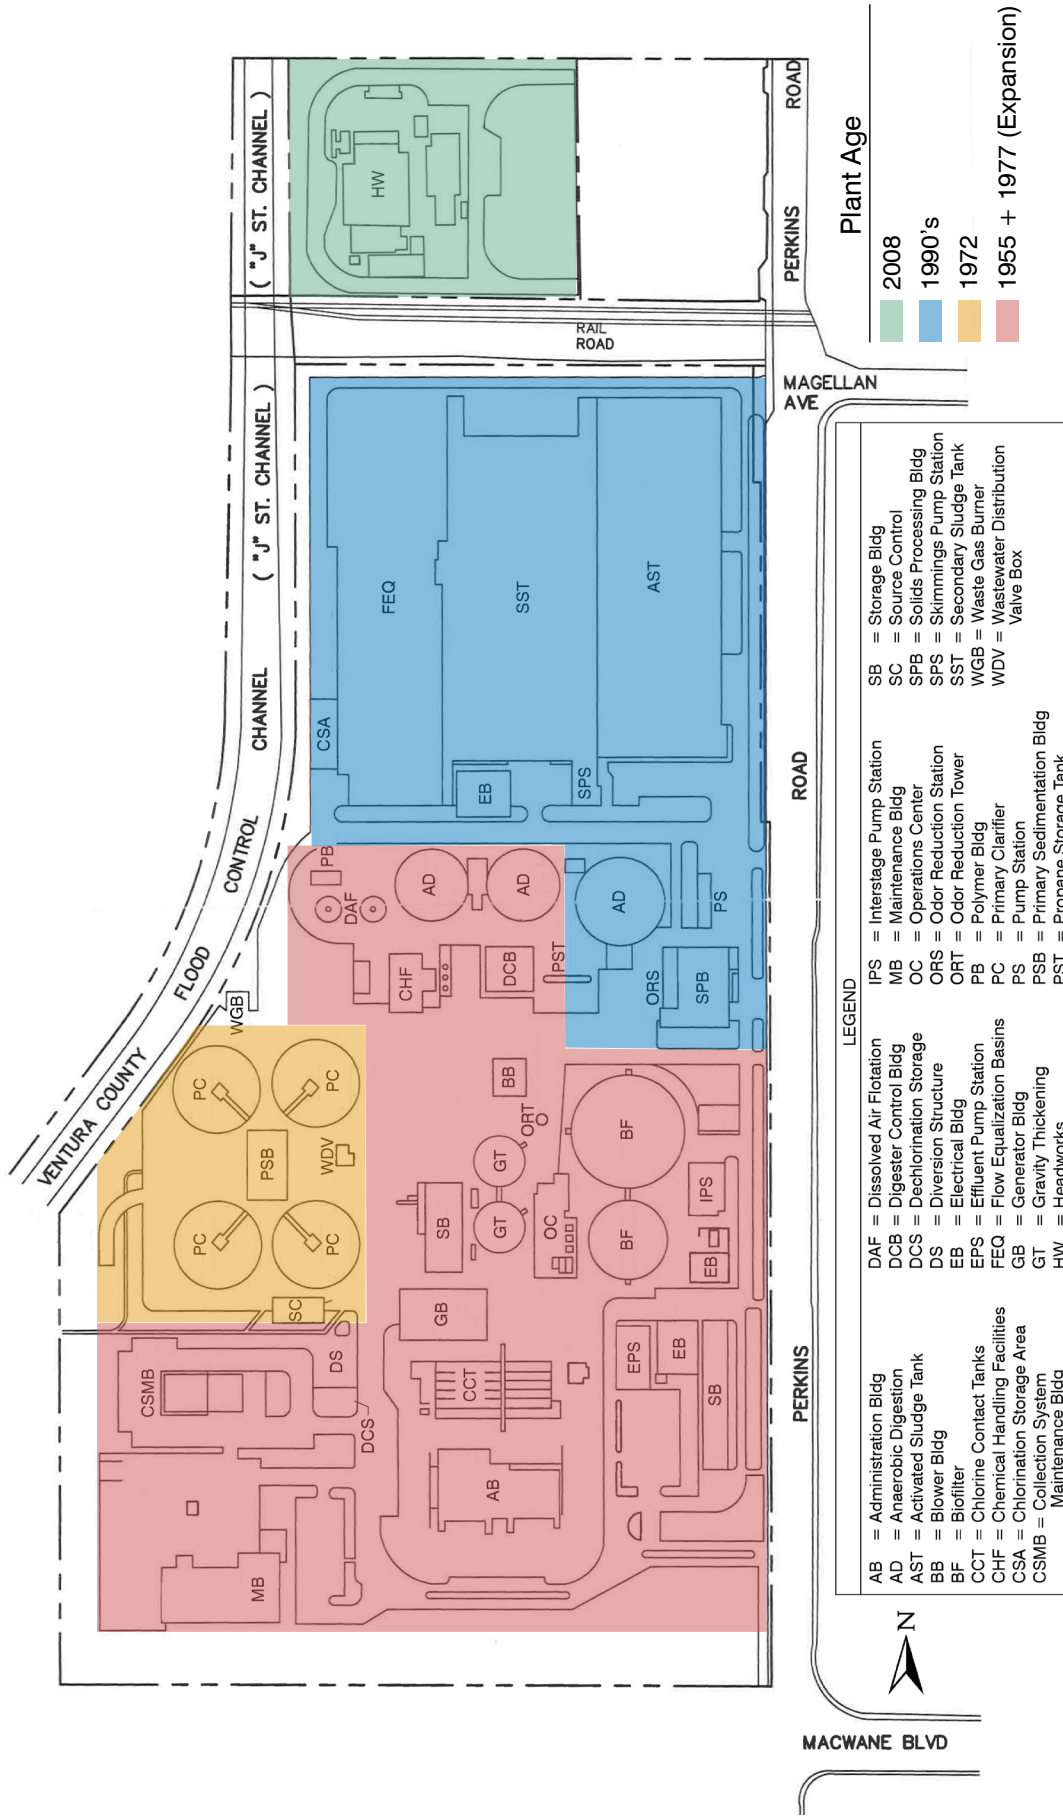 ( "J" ST. CHANNEL )
( "J" ST. CHANNEL )
CHANNEL
CONTROL
FLOOD
VENTURA COUNTY
HW
RAIL
ROAD
PERKINS
ROAD
MAGELLAN
AVE
FEQ
SST
AST
CSA
EB
SPS
PB
DAF
AD
AD
AD
PS
CHF
DCB
PST
ORS
SPB
WGB
PC
PC
PSB
WDV
PC
PC
SC
BB
ORT
GT
GT
SB
OC
BF
BF
IPS
EB
GB
CSMB
DS
DCS
CCT
EPS
EB
SB
AB
MB
ROAD
PERKINS
MACWANE BLVD
N
Plant Age
2008
1990's
1972
1955 + 1977 (Expansion)
LEGEND
AB = Administration Bldg
AD = Anaerobic Digestion
AST = Activated Sludge Tank
BB = Blower Bldg
BF = Biofilter
CCT = Chlorine Contact Tanks
CHF = Chemical Handling Facilities
CSA = Chlorination Storage Area
CSMB = Collection System
Maintenance Bldg
DAF = Dissolved Air Flotation
DCB = Digester Control Bldg
DCS = Dechlorination Storage
DS = Diversion Structure
EB = Electrical Bldg
EPS = Effluent Pump Station
FEQ = Flow Equalization Basins
GB = Generator Bldg
GT = Gravity Thickening
HW = Headworks
IPS = Interstage Pump Station
MB = Maintenance Bldg
OC = Operations Center
ORS = Odor Reduction Station
ORT = Odor Reduction Tower
PB = Polymer Bldg
PC = Primary Clarifier
PS = Pump Station
PSB = Primary Sedimentation Bldg
PST = Propane Storage Tank
SB = Storage Bldg
SC = Source Control
SPB = Solids Processing Bldg
SPS = Skimmings Pump Station
SST = Secondary Sludge Tank
WGB = Waste Gas Burner
WDV = Wastewater Distribution
Valve Box